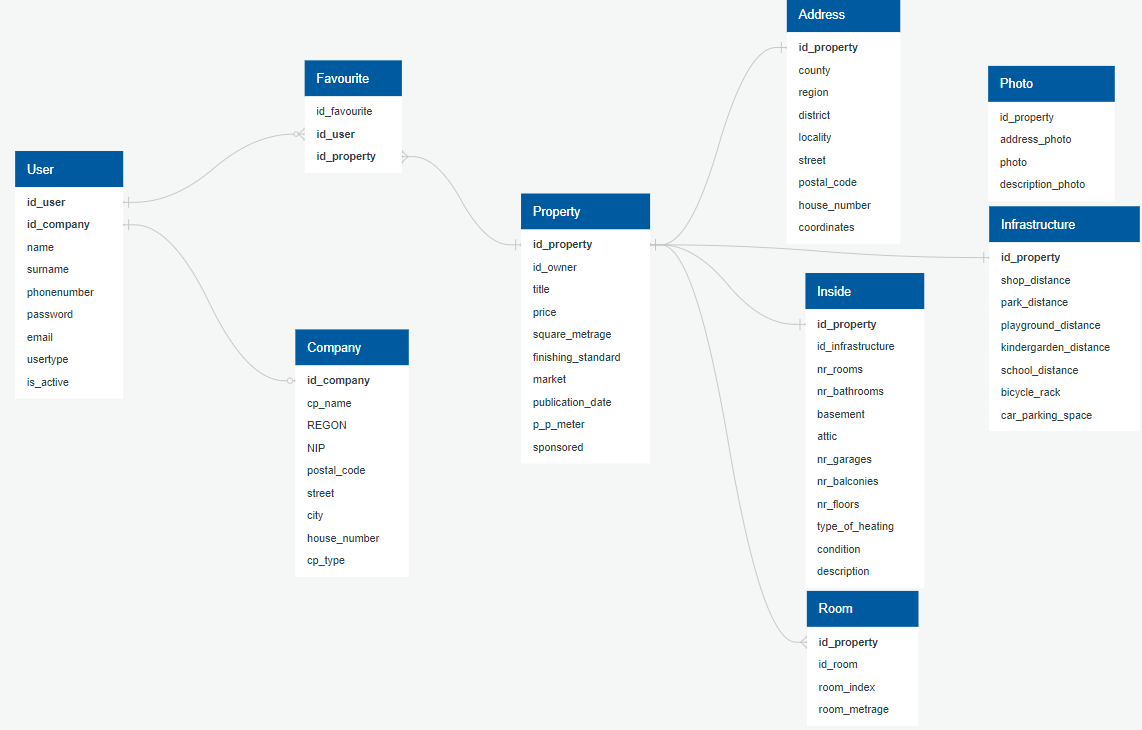 Address
id_property
county
region
district
locality
street
postal_code
house_number
coordinates
Favourite
id_favourite
id_user
id_property
Photo
id_property
address_photo
photo
description_photo
User
id_user
id_company
name
surname
phonenumber
password
email
usertype
is_active
Property
id_property
id_owner
title
price
square_metrage
finishing_standard
market
publication_date
p_p_meter
sponsored
Infrastructure
id_property
shop_distance
park_distance
playground_distance
kindergarden_distance
school_distance
bicycle_rack
car_parking_space
Inside
id_property
id_infrastructure
nr_rooms
nr_bathrooms
basement
attic
nr_garages
nr_balconies
nr_floors
type_of_heating
condition
description
Company
id_company
cp_name
REGON
NIP
postal_code
street
city
house_number
cp_type
Room
id_property
id_room
room_index
room_metrage